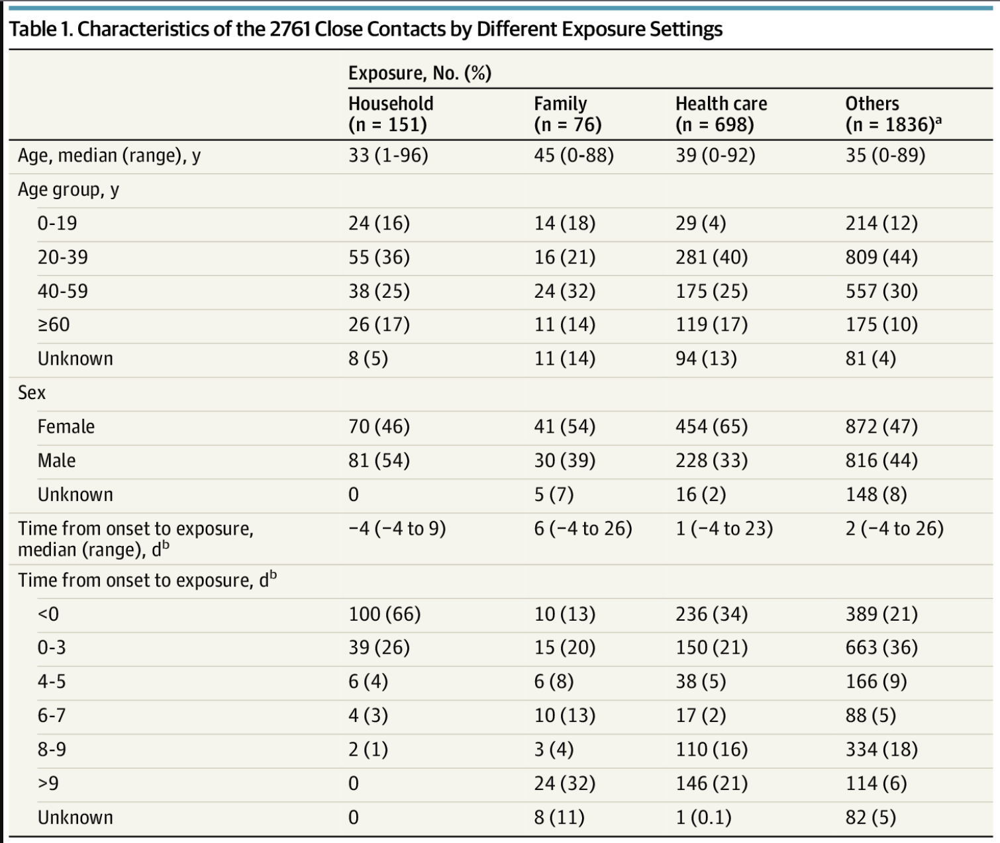 Table 1. Characteristics of the 2761 Close Contacts by Different Exposure Settings
Exposure, No. (%)
Household (n = 151) Family (n = 76) Health care (n = 698) Others (n = 1836)a
Age, median (range), y 33 (1-96) 45 (0-88) 39 (0-92) 35 (0-89)
Age group, y
0-19 24 (16) 14 (18) 29 (4) 214 (12)
20-39 55 (36) 16 (21) 281 (40) 809 (44)
40-59 38 (25) 24 (32) 175 (25) 557 (30)
≥60 26 (17) 11 (14) 119 (17) 175 (10)
Unknown 8 (5) 11 (14) 94 (13) 81 (4)
Sex
Female 70 (46) 41 (54) 454 (65) 872 (47)
Male 81 (54) 30 (39) 228 (33) 816 (44)
Unknown 0 5 (7) 16 (2) 148 (8)
Time from onset to exposure, median (range), db −4 (−4 to 9) 6 (−4 to 26) 1 (−4 to 23) 2 (−4 to 26)
Time from onset to exposure, db
<0 100 (66) 10 (13) 236 (34) 389 (21)
0-3 39 (26) 15 (20) 150 (21) 663 (36)
4-5 6 (4) 6 (8) 38 (5) 166 (9)
6-7 4 (3) 10 (13) 17 (2) 88 (5)
8-9 2 (1) 3 (4) 110 (16) 334 (18)
>9 0 24 (32) 146 (21) 114 (6)
Unknown 0 8 (11) 1 (0.1) 82 (5)